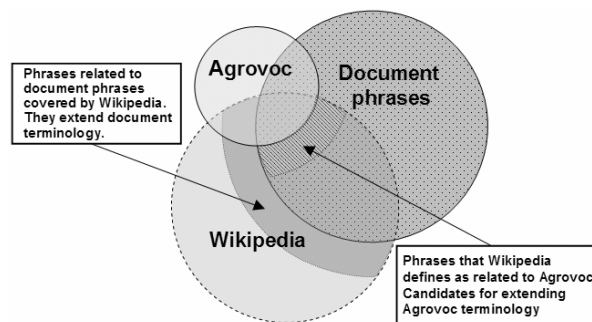 Agrovoc
Document
phrases
Phrases related to
document phrases
covered by Wikipedia.
They extend document
terminology.
Wikipedia
Phrases that Wikipedia
defines as related to Agrovoc
Candidates for extending
Agrovoc terminology